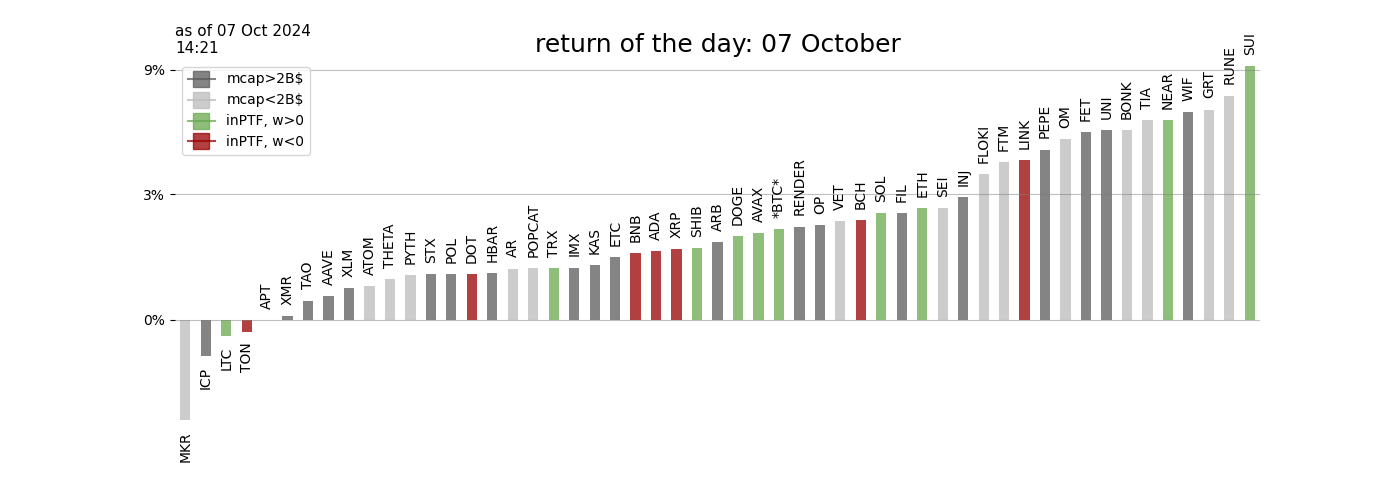 as of 07 Oct 2024
14:21
return of the day: 07 October
mcap>2B$
mcap<2B$
inPTF, w>0
inPTF, w<0
9%
3%
0%
MKR
ICP
LTC
TON
APT
XMR
TAO
AAVE
XLM
ATOM
THETA
PYTH
STX
POL
DOT
HBAR
AR
POPCAT
TRX
IMX
KAS
ETC
BNB
ADA
XRP
SHIB
ARB
DOGE
AVAX
*BTC*
RENDER
OP
VET
BCH
SOL
FIL
ETH
SEI
INJ
FLOKI
FTM
LINK
PEPE
OM
FET
UNI
BONK
TIA
NEAR
WIF
GRT
RUNE
SUI